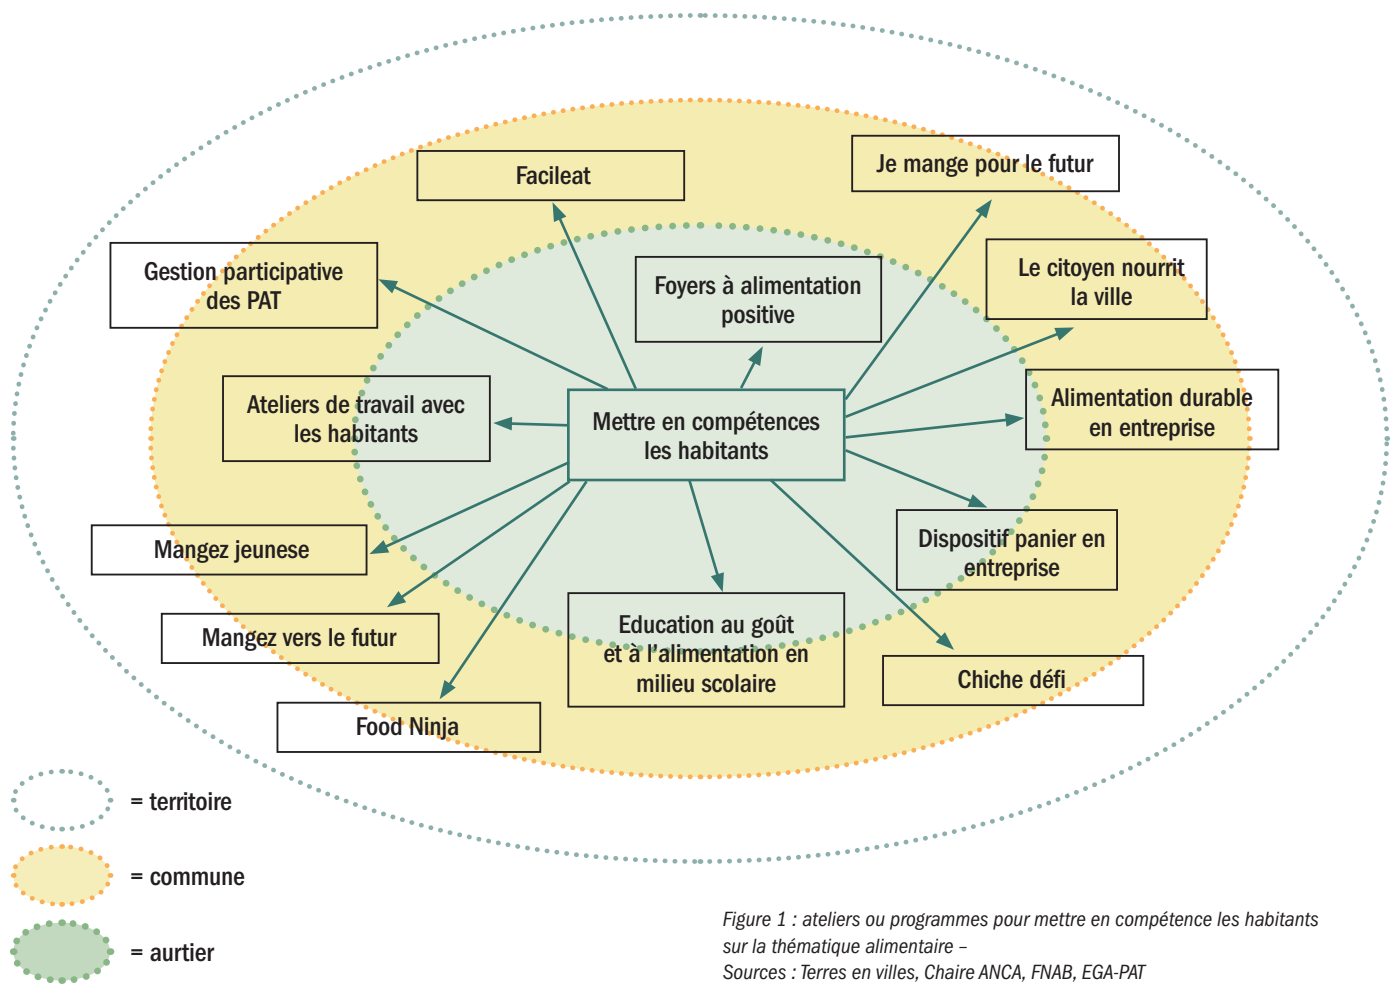 Facileat
Je mange pour le futur
Gestion participative
des PAT
Foyers à alimentation
positive
Le citoyen nourrit
la ville
Ateliers de travail avec
les habitants
Mettre en compétences
les habitants
Alimentation durable
en entreprise
Mangez jeunese
Dispositif panier en
entreprise
Mangez vers le futur
Education au goût
et à l'alimentation en
milieu scolaire
Chiche défi
Food Ninja
= territoire
= commune
= aurtier
Figure 1 : ateliers ou programmes pour mettre en compétence les habitants
sur la thématique alimentaire –
Sources : Terres en villes, Chaire ANCA, FNAB, EGA-PAT